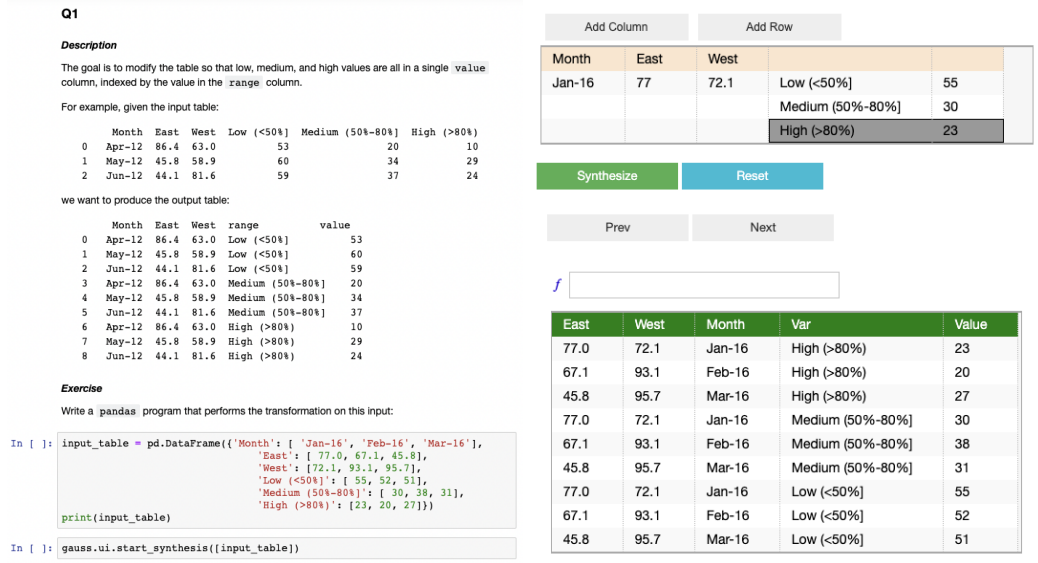 Q1
Description
The goal is to modify the table so that low, medium, and high values are all in a single value
column, indexed by the value in the range column.
For example, given the input table:
Month East West Low (<50%] Medium (50%-80%] High (>80%)
0 Apr-12 86.4 63.0 53 20 10
1 May-12 45.8 58.9 60 34 29
2 Jun-12 44.1 81.6 59 37 24
we want to produce the output table:
Month East West range value
0 Apr-12 86.4 63.0 Low (<50%] 53
1 May-12 45.8 58.9 Low (<50%] 60
2 Jun-12 44.1 81.6 Low (<50%] 59
3 Apr-12 86.4 63.0 Medium (50%-80%] 20
4 May-12 45.8 58.9 Medium (50%-80%] 34
5 Jun-12 44.1 81.6 Medium (50%-80%] 37
6 Apr-12 86.4 63.0 High (>80%) 10
7 May-12 45.8 58.9 High (>80%) 29
8 Jun-12 44.1 81.6 High (>80%) 24
Exercise
Write a pandas program that performs the transformation on this input:
In [ ]: input_table = pd.DataFrame({'Month': [ 'Jan-16', 'Feb-16', 'Mar-16'],
'East': [ 77.0, 67.1, 45.8],
'West': [72.1, 93.1, 95.7],
'Low (<50%]': [ 55, 52, 51],
'Medium (50%-80%]': [ 30, 38, 31],
'High (>80%)': [23, 20, 27]})
print(input_table)
In [ ]: gauss.ui.start_synthesis([input_table])
Add Column Add Row
Month East West
Jan-16 77 72.1 Low (<50%] 55
Medium (50%-80%] 30
High (>80%) 23
Synthesize Reset
Prev Next
f
East West Month Var Value
77.0 72.1 Jan-16 High (>80%) 23
67.1 93.1 Feb-16 High (>80%) 20
45.8 95.7 Mar-16 High (>80%) 27
77.0 72.1 Jan-16 Medium (50%-80%] 30
67.1 93.1 Feb-16 Medium (50%-80%] 38
45.8 95.7 Mar-16 Medium (50%-80%] 31
77.0 72.1 Jan-16 Low (<50%] 55
67.1 93.1 Feb-16 Low (<50%] 52
45.8 95.7 Mar-16 Low (<50%] 51